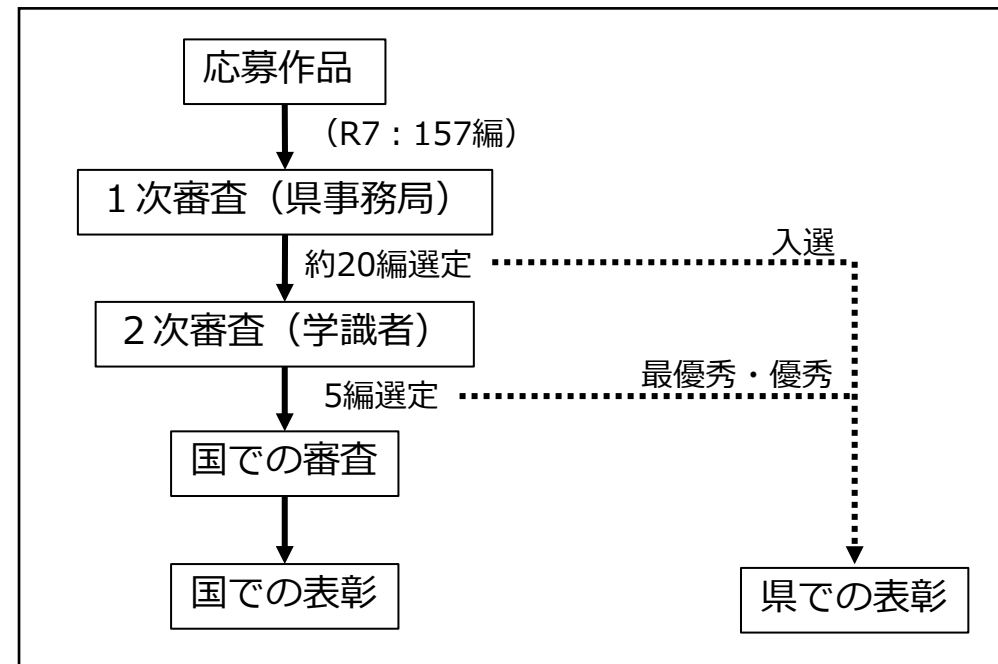 応募作品
（R7：157編）
１次審査（県事務局）
入選
約20編選定
２次審査（学識者）
最優秀・優秀
5編選定
国での審査
国での表彰
県での表彰